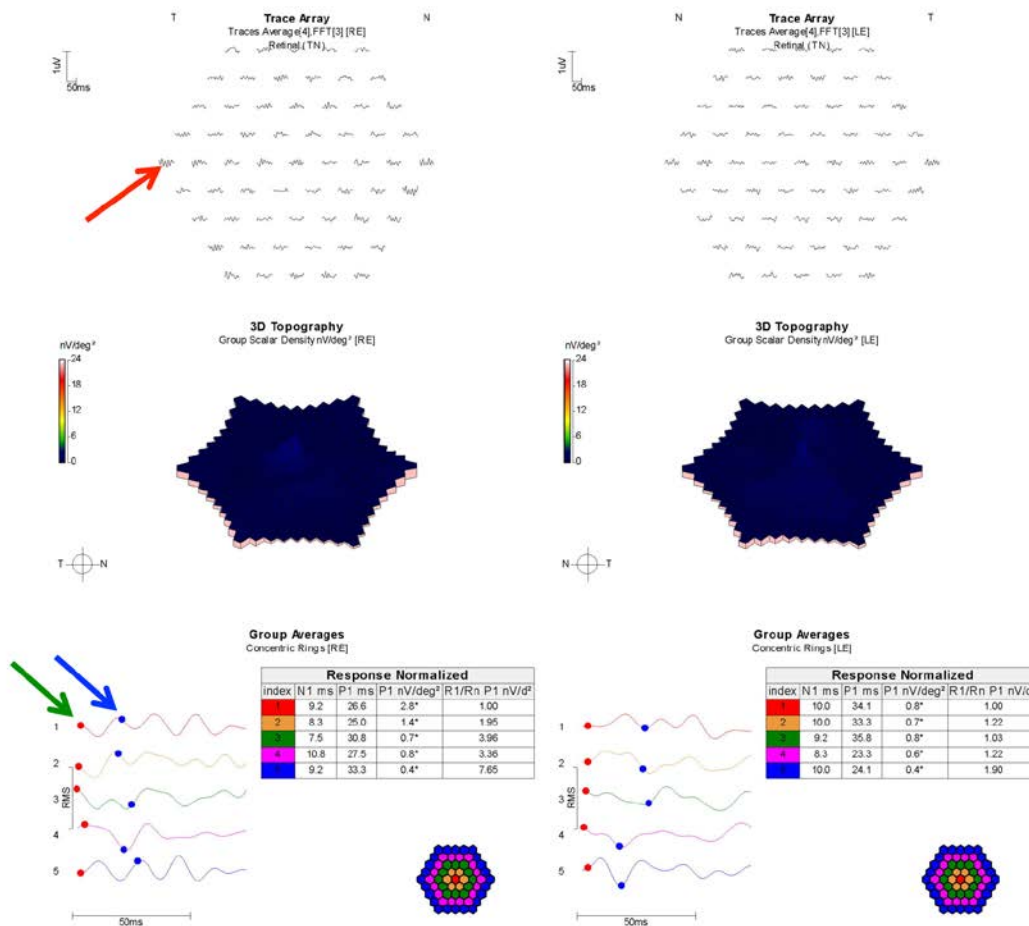 T Trace Array N
Traces Average[4],FFT[3] [RE]
Retinal (TN)
1uV
50ms
N Trace Array T
Traces Average[4],FFT[3] [LE]
Retinal (TN)
1uV
50ms
3D Topography
Group Scalar Density nV/deg² [RE]
nV/deg²
24
18
12
6
0
T N
3D Topography
Group Scalar Density nV/deg² [LE]
nV/deg²
24
18
12
6
0
N T
Group Averages
Concentric Rings [RE]
Response Normalized
index N1 ms P1 ms P1 nV/deg² R1/Rn P1 nV/d²
1 9.2 26.6 2.8* 1.00
2 8.3 25.0 1.4* 1.95
3 7.5 30.8 0.7* 3.96
4 10.8 27.5 0.8* 3.36
9.2 33.3 0.4* 7.65
1
2
3
4
5
RMS
50ms
Group Averages
Concentric Rings [LE]
Response Normalized
index N1 ms P1 ms P1 nV/deg² R1/Rn P1 nV/d
1 10.0 34.1 0.8* 1.00
2 10.0 33.3 0.7* 1.22
3 9.2 35.8 0.8* 1.03
4 8.3 23.3 0.6* 1.22
10.0 24.1 0.4* 1.90
1
2
3
4
5
RMS
50ms